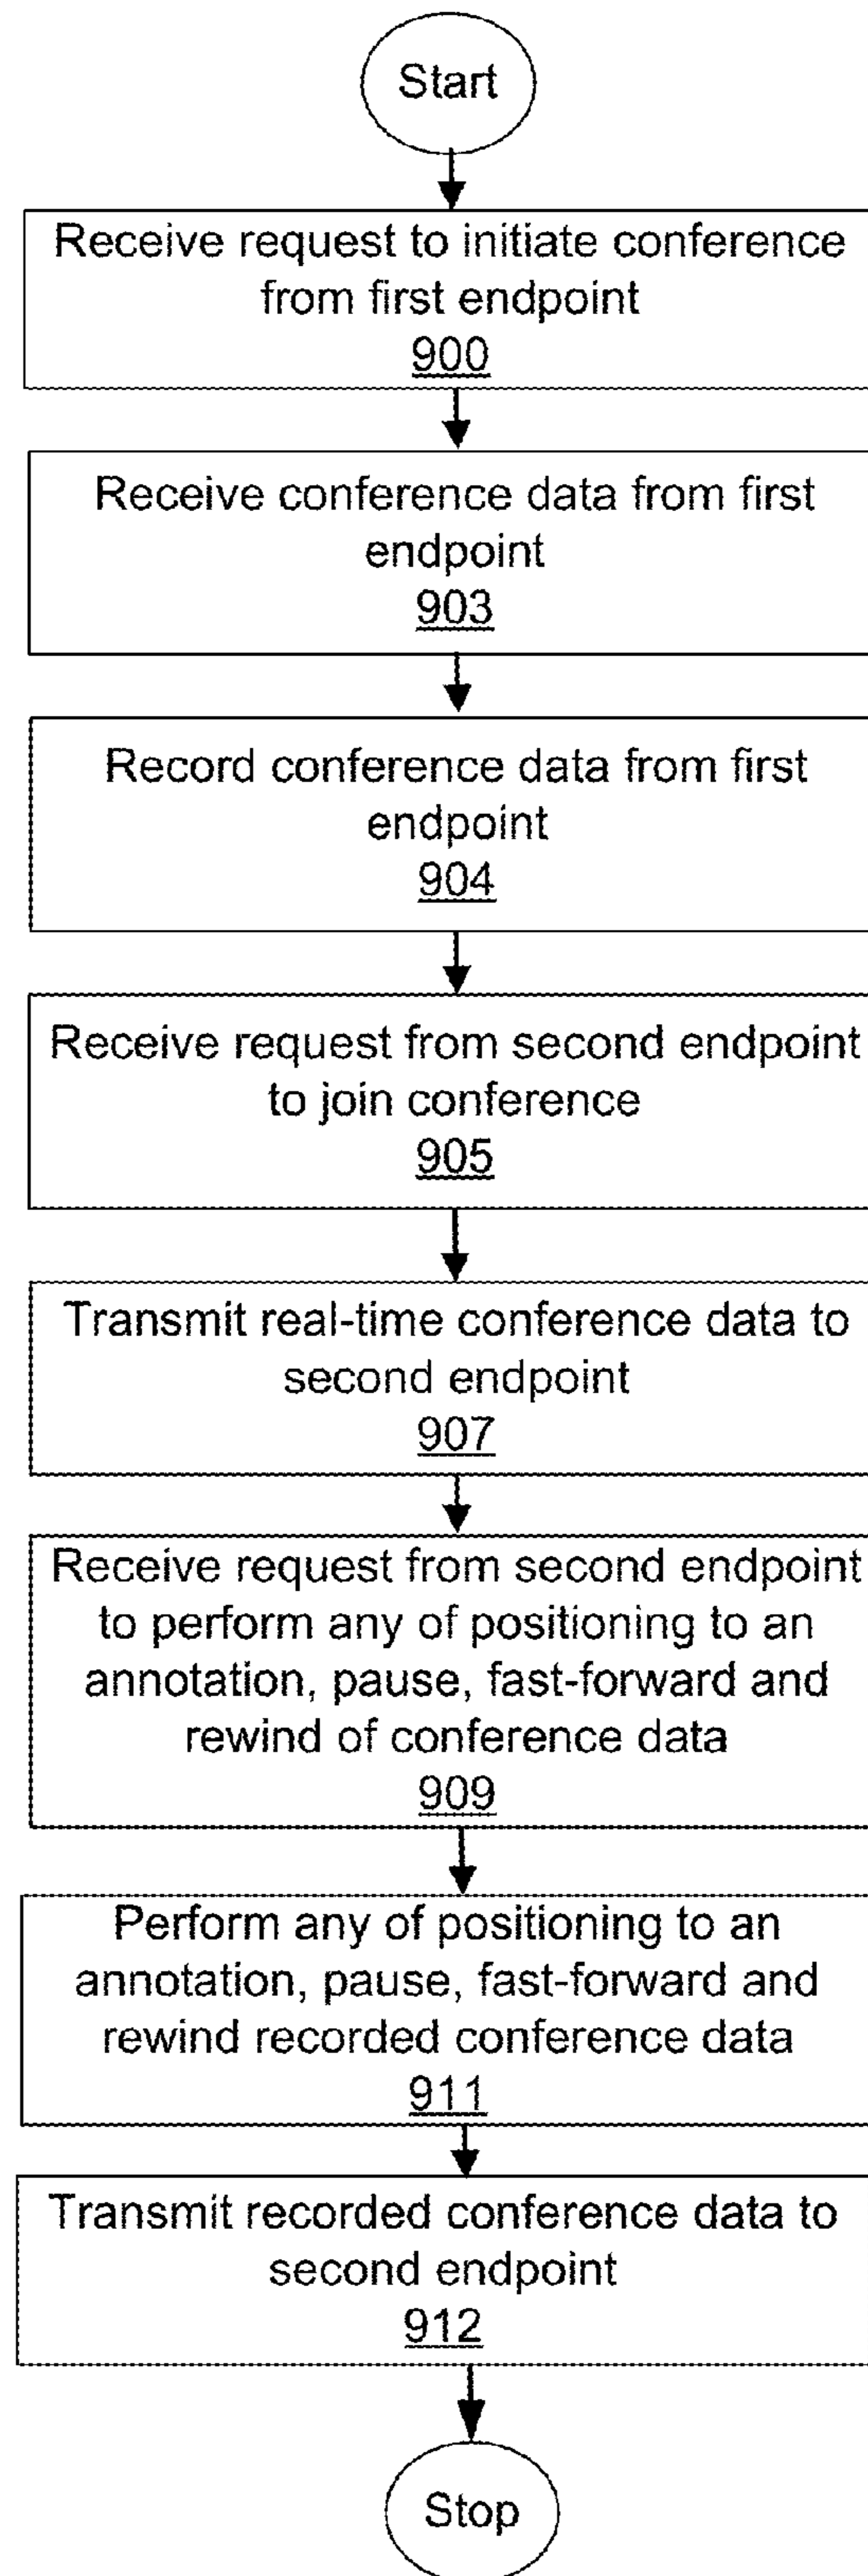 Start
Receive request to initiate conference
from first endpoint
900
Receive conference data from first
endpoint
903
Record conference data from first
endpoint
904
Receive request from second endpoint
to join conference
905
Transmit real-time conference data to
second endpoint
907
Receive request from second endpoint
to perform any of positioning to an
annotation, pause, fast-forward and
rewind of conference data
909
Perform any of positioning to an
annotation, pause, fast-forward and
rewind recorded conference data
911
Transmit recorded conference data to
second endpoint
912
Stop